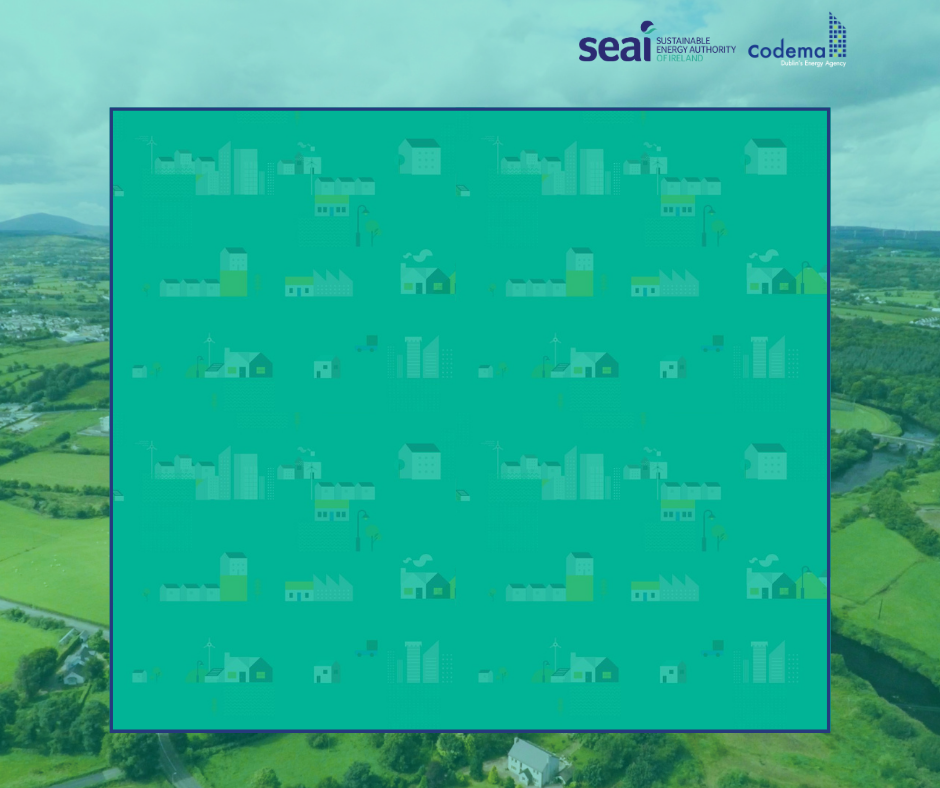 seai
SUSTAINABLE
ENERGY AUTHORITY
OF IRELAND
codema
Dublin's Energy Agency